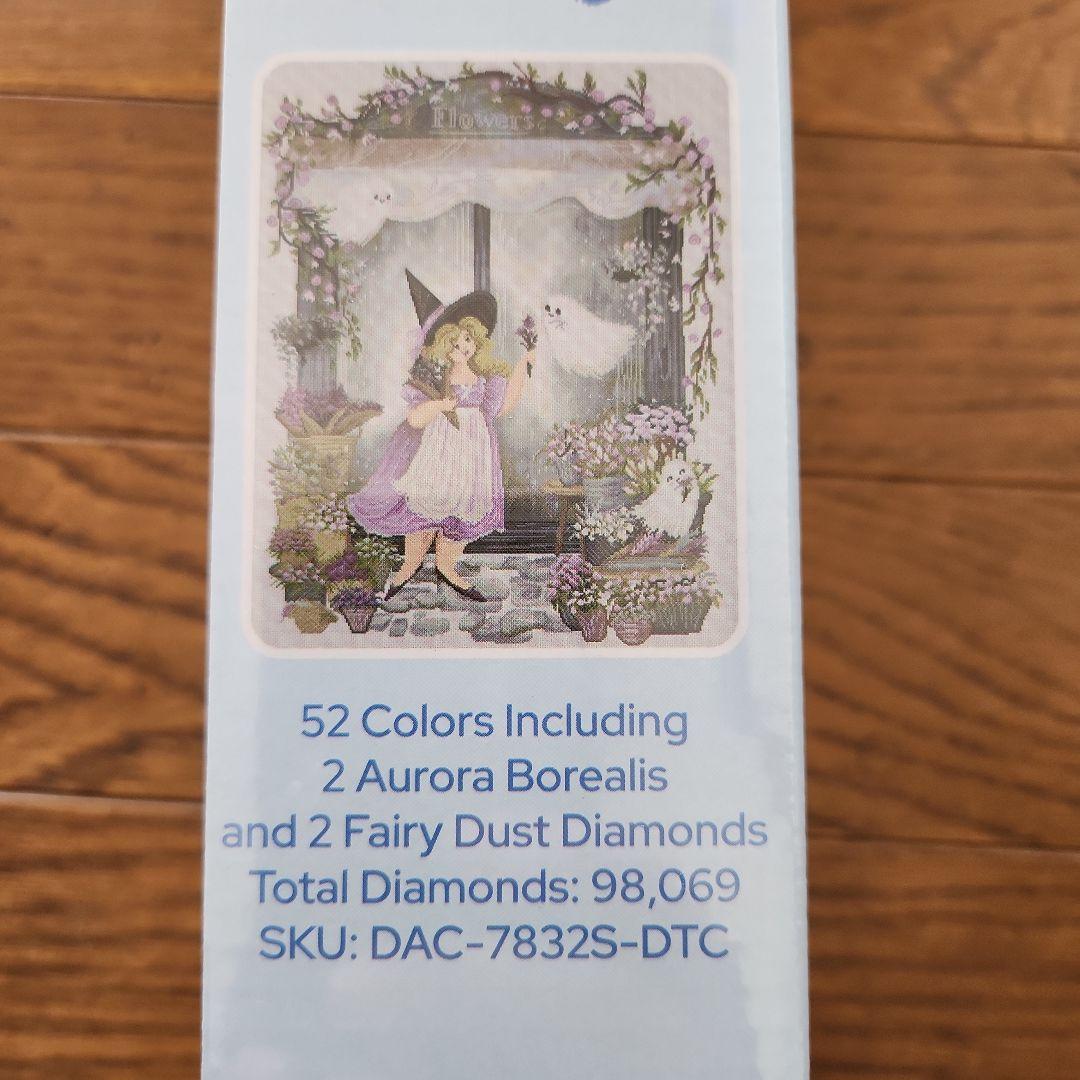 Flowers
52 Colors Including
2 Aurora Borealis
and 2 Fairy Dust Diamonds
Total Diamonds: 98,069
SKU: DAC-7832S-DTC